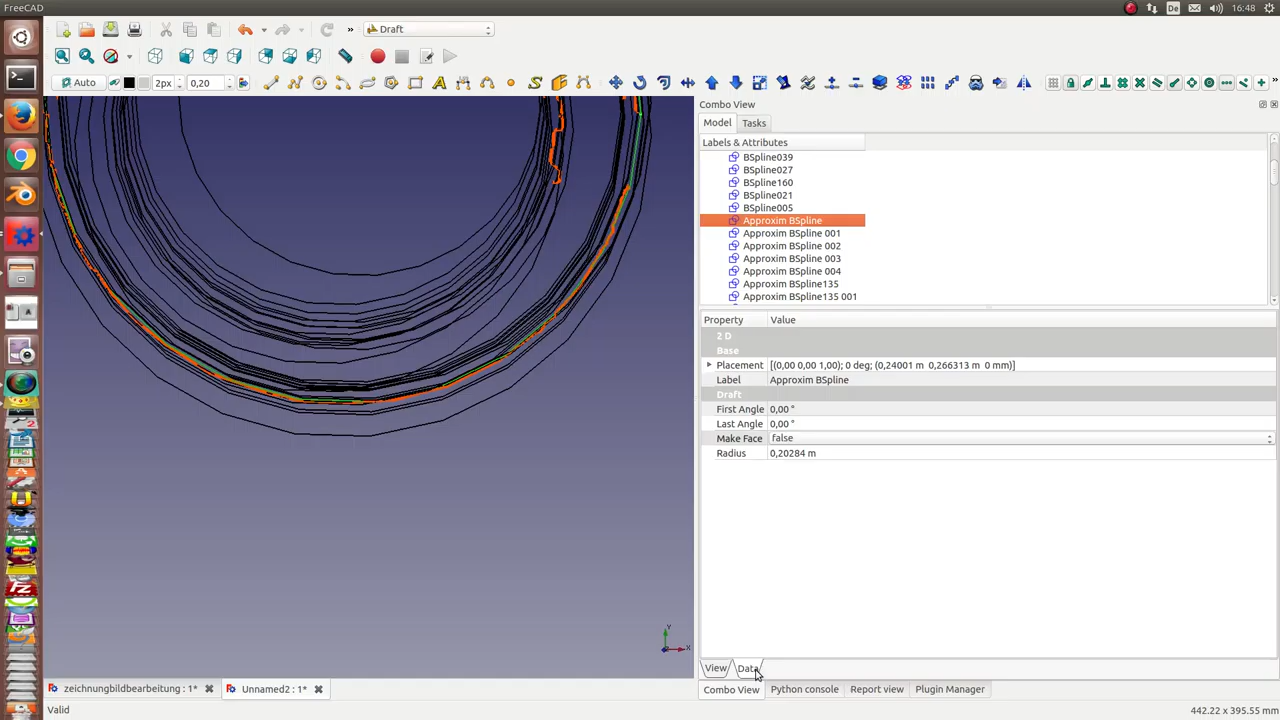 FreeCAD
De
16:48
»
Draft
Auto
2px
0,20
A
S
»
Combo View
Model
Tasks
Labels & Attributes
BSpline039
BSpline027
BSpline160
BSpline021
BSpline005
Approxim BSpline
Approxim BSpline 001
Approxim BSpline 002
Approxim BSpline 003
Approxim BSpline 004
Approxim BSpline135
Approxim BSpline135 001
Property Value
2 D
Base
Placement [(0,00 0,00 1,00); 0 deg; (0,24001 m 0,266313 m 0 mm)]
Label Approxim BSpline
Draft
First Angle 0,00 °
Last Angle 0,00 °
Make Face false
Radius 0,20284 m
Y
X
View
Data
zeichnungbildbearbeitung : 1*
Unnamed2 : 1*
Combo View
Python console
Report view
Plugin Manager
Valid
442.22 x 395.55 mm